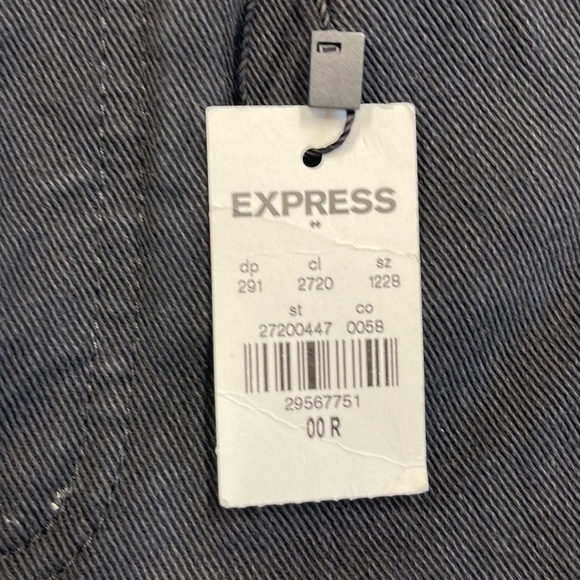 EXPRESS
dp cl sz
291 2720 1228
st co
27200447 0058
29567751
00 R